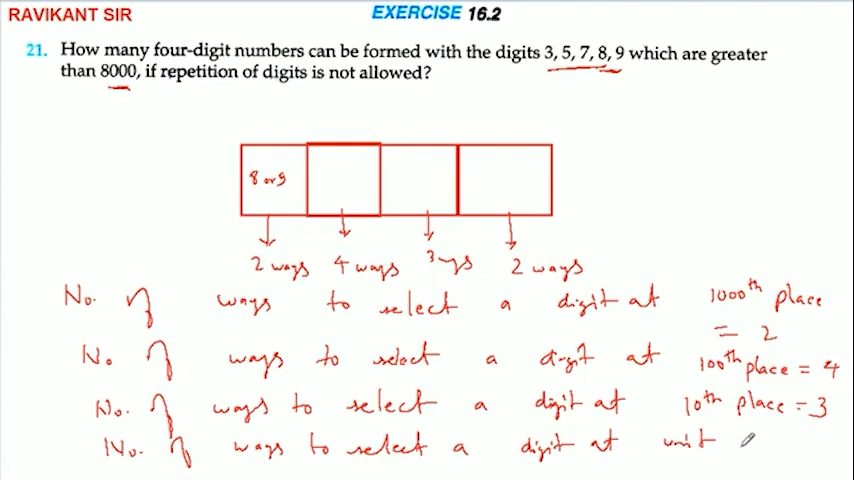 RAVIKANT SIR
EXERCISE 16.2
21. How many four-digit numbers can be formed with the digits 3, 5, 7, 8, 9 which are greater
than 8000, if repetition of digits is not allowed?
8 or 9
2 ways 4 ways 3 ways 2 ways
No. of ways to select a digit at 1000th place
= 2
No. of ways to select a digit at 100th place = 4
No. of ways to select a digit at 10th place = 3
No. of ways to select a digit at unit